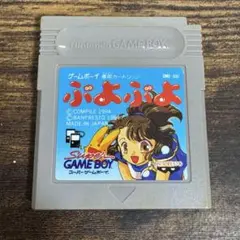 Nintendo GAME BOY
ゲームボーイ 専用カートリッジ
ぷよぷよ
© COMPILE 1994
© BANPRESTO 1994
MADE IN JAPAN
SUPER
GAME BOY
スーパーゲームボーイ